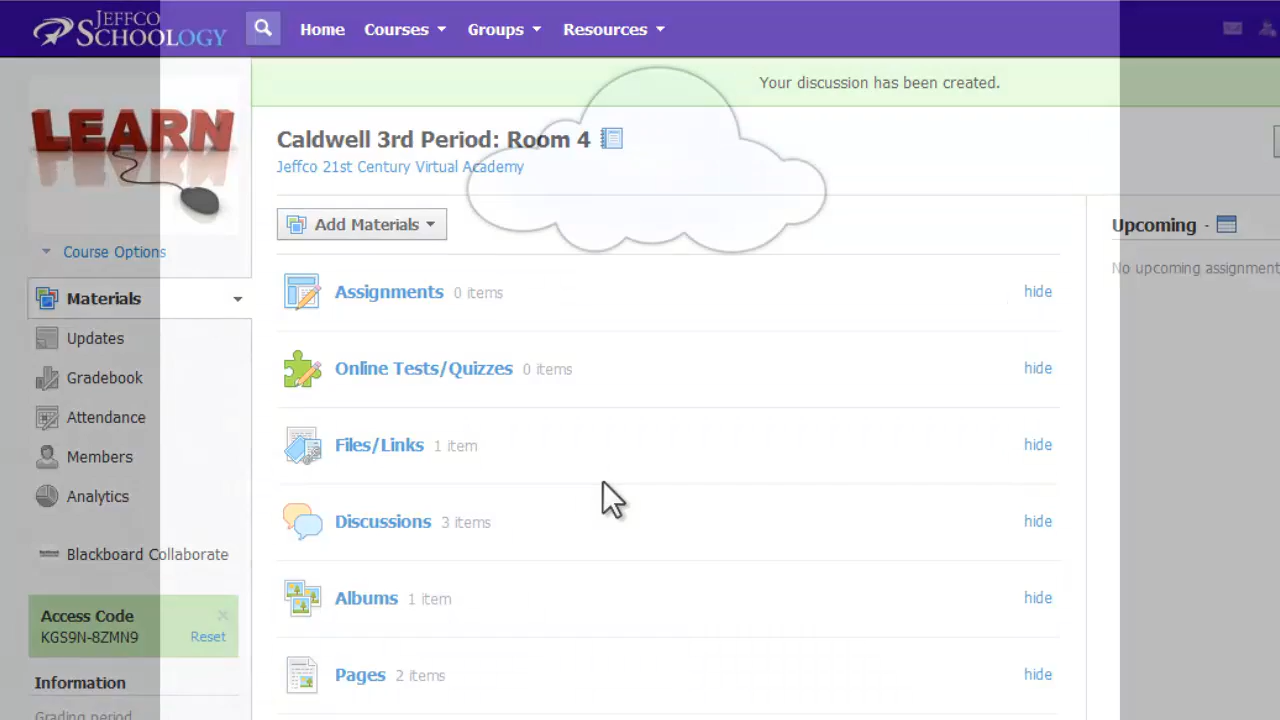 JEFFCO
SCHOOLOGY
Home Courses Groups Resources
LEARN
Your discussion has been created.
Caldwell 3rd Period: Room 4
Jeffco 21st Century Virtual Academy
Add Materials
Upcoming -
No upcoming assignment
Course Options
Materials
Updates
Gradebook
Attendance
Members
Analytics
Blackboard Collaborate
Access Code
KGS9N-8ZMN9 Reset
Information
Grading period
Assignments 0 items hide
Online Tests/Quizzes 0 items hide
Files/Links 1 item hide
Discussions 3 items hide
Albums 1 item hide
Pages 2 items hide